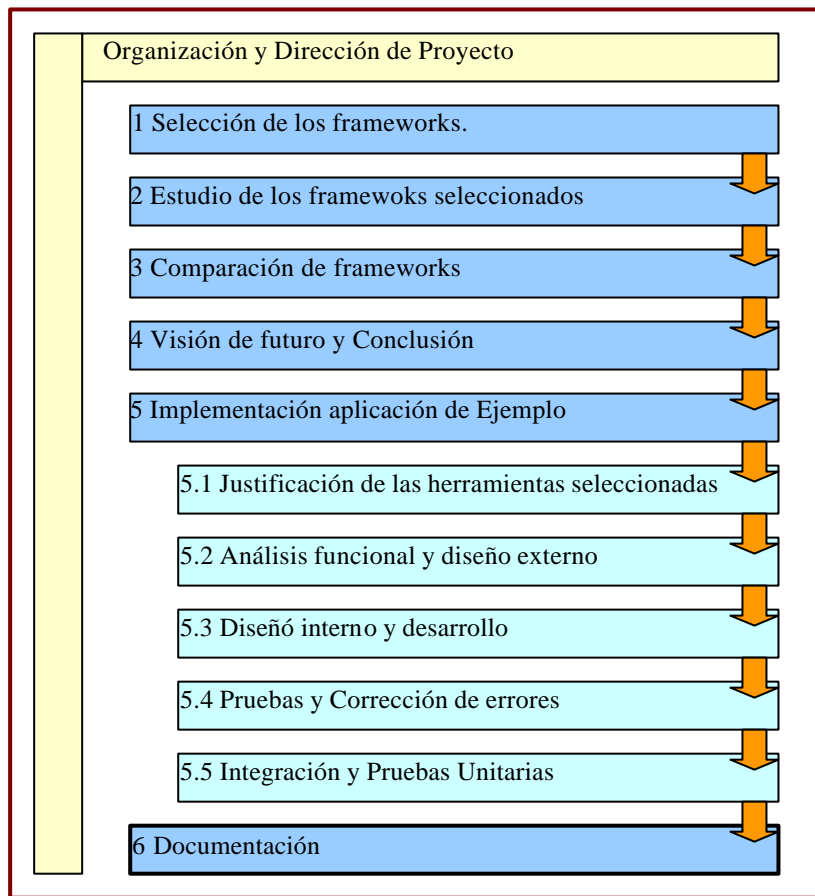 Organización y Dirección de Proyecto
1 Selección de los frameworks.
2 Estudio de los framewoks seleccionados
3 Comparación de frameworks
4 Visión de futuro y Conclusión
5 Implementación aplicación de Ejemplo
5.1 Justificación de las herramientas seleccionadas
5.2 Análisis funcional y diseño externo
5.3 Diseñó interno y desarrollo
5.4 Pruebas y Corrección de errores
5.5 Integración y Pruebas Unitarias
6 Documentación